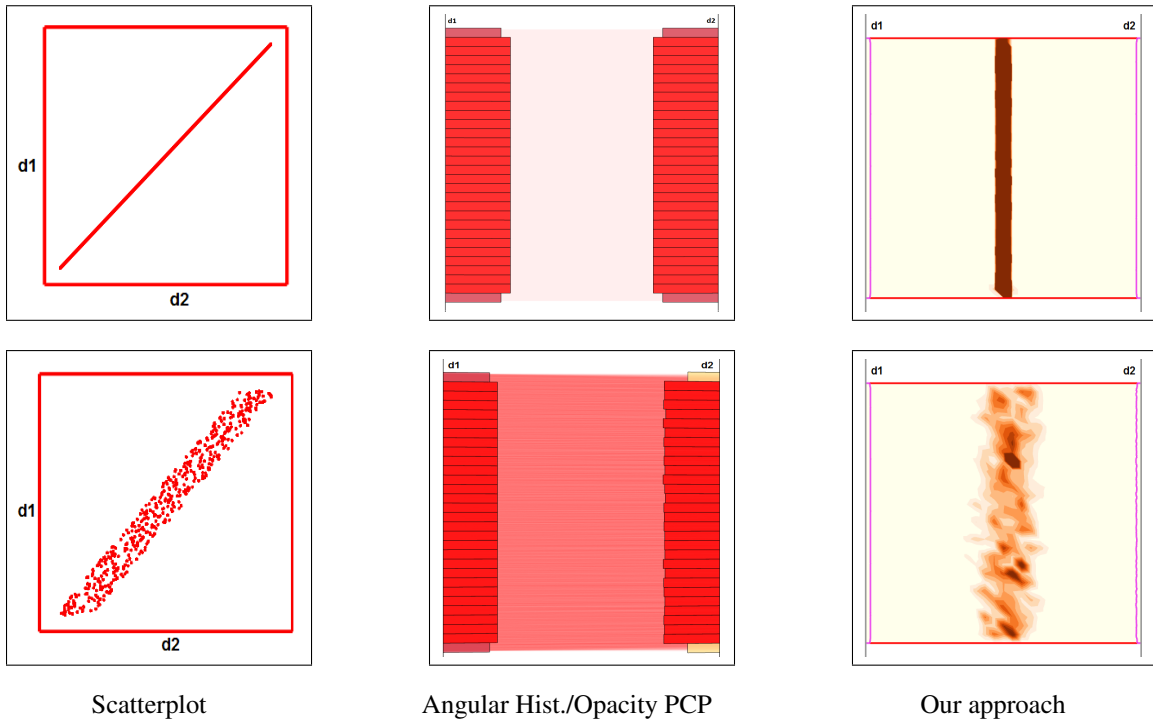 d1
d2
d1 d2
d1 d2
d1
d2
d1 d2
d1 d2
Scatterplot
Angular Hist./Opacity PCP
Our approach